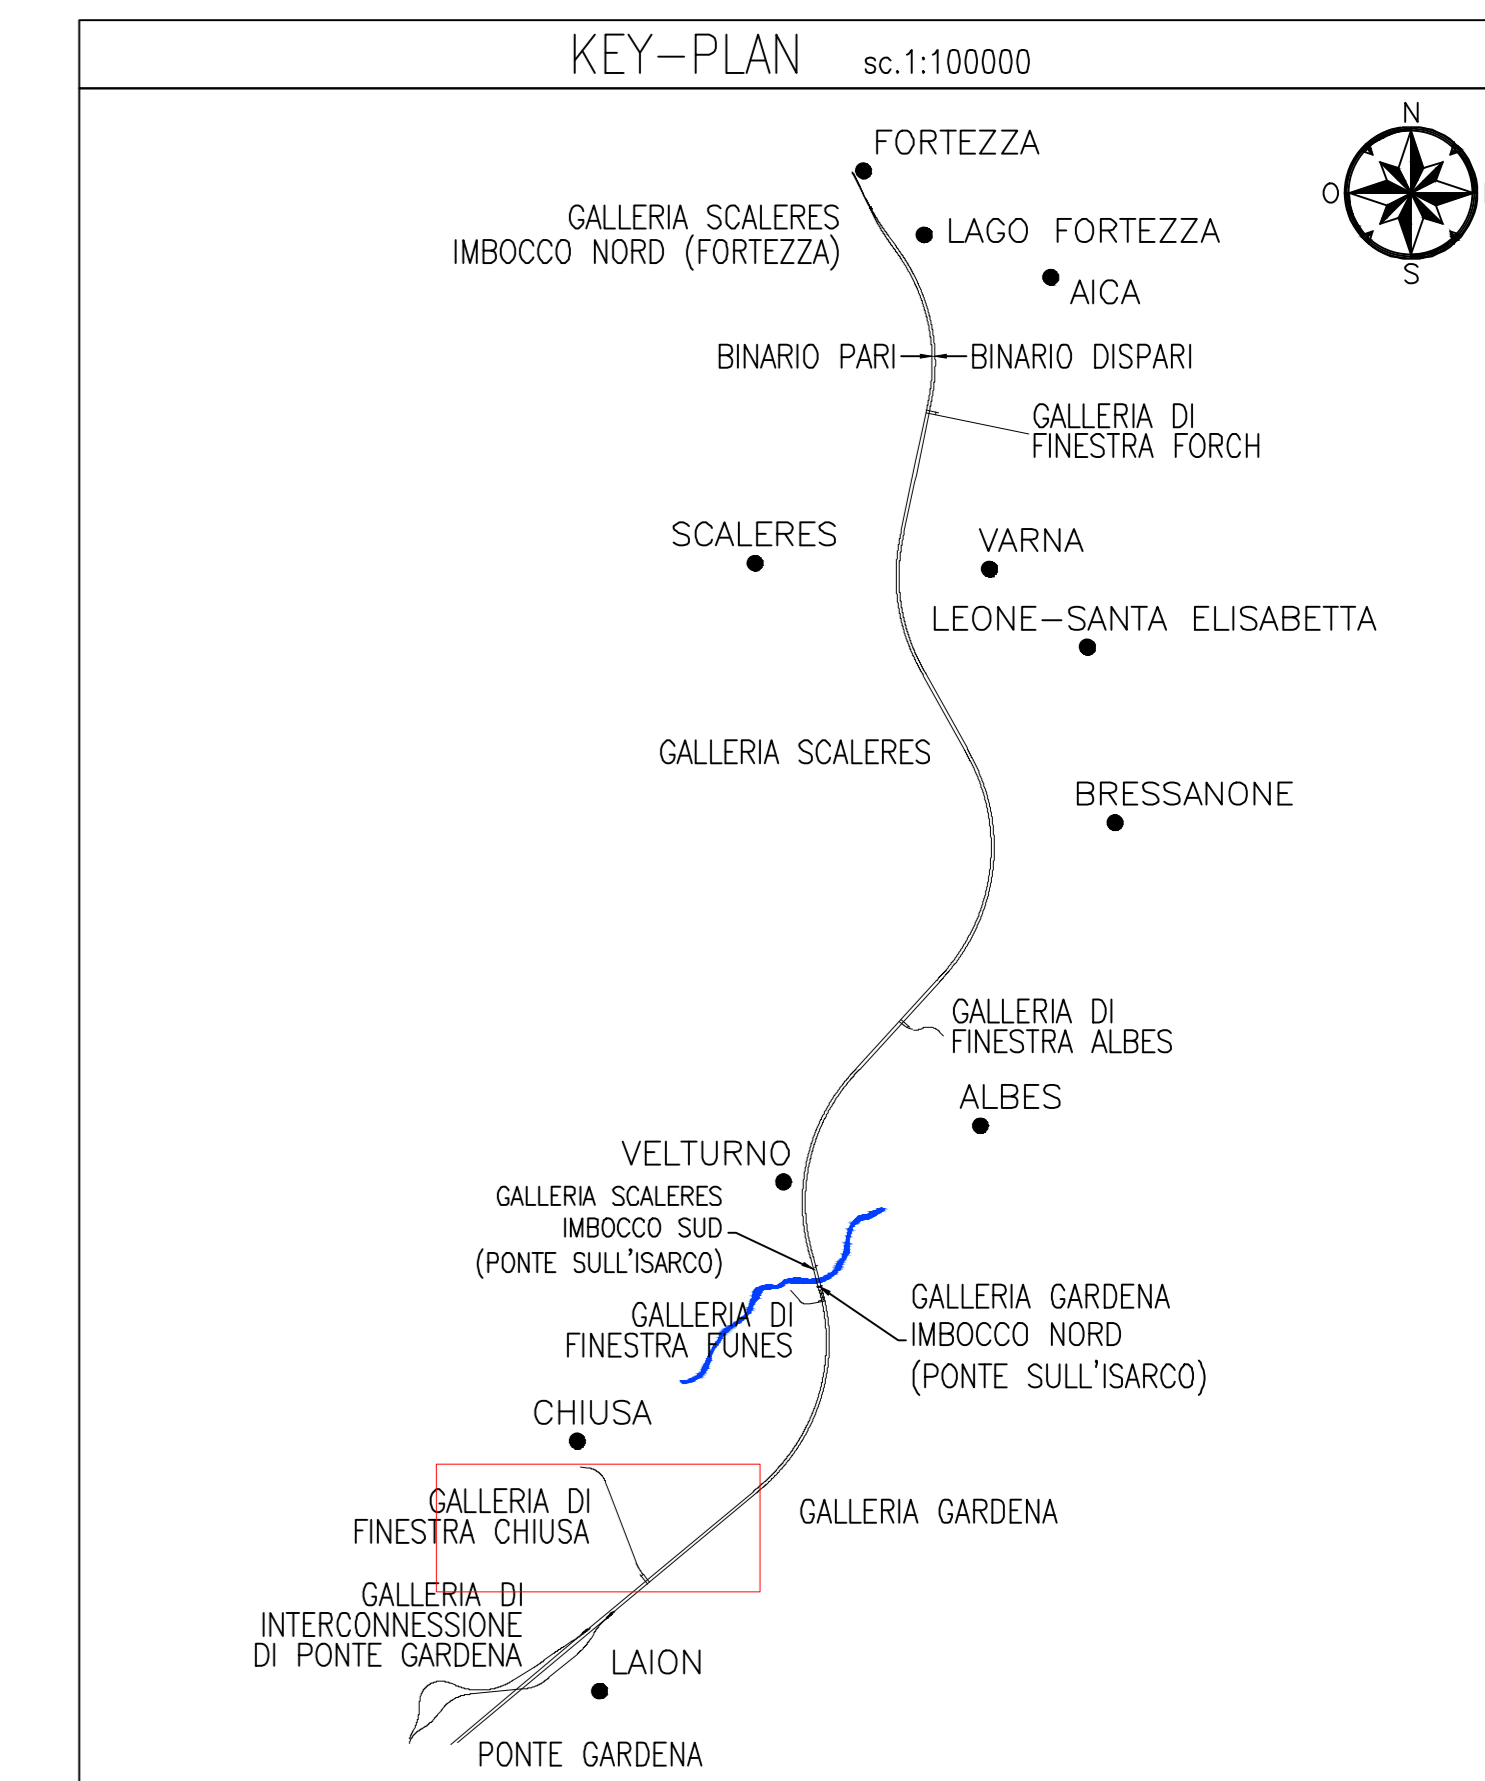 KEY-PLAN sc.1:100000
N
O
S
FORTEZZA
GALLERIA SCALERES
IMBOCCO NORD (FORTEZZA)
LAGO FORTEZZA
AICA
BINARIO PARI
BINARIO DISPARI
GALLERIA DI
FINESTRA FORCH
SCALERES
VARNA
LEONE-SANTA ELISABETTA
GALLERIA SCALERES
BRESSANONE
GALLERIA DI
FINESTRA ALBES
ALBES
VELTURNO
GALLERIA SCALERES
IMBOCCO SUD
(PONTE SULL'ISARCO)
GALLERIA DI
FINESTRA FUNES
GALLERIA GARDENA
IMBOCCO NORD
(PONTE SULL'ISARCO)
CHIUSA
GALLERIA DI
FINESTRA CHIUSA
GALLERIA GARDENA
GALLERIA DI
INTERCONNESSIONE
DI PONTE GARDENA
LAION
PONTE GARDENA